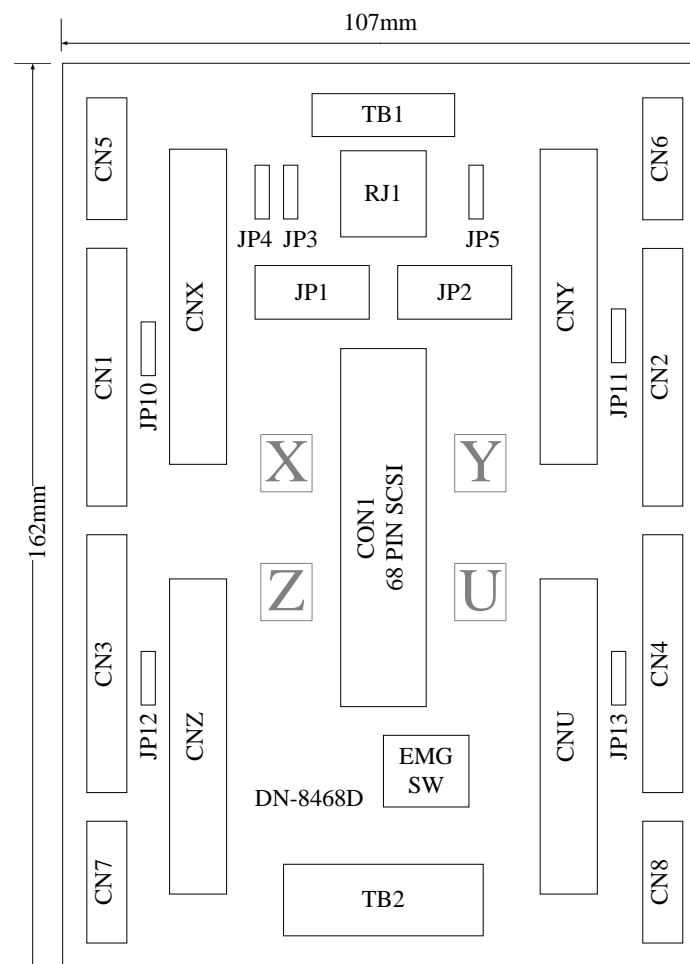 107mm
TB1
CN5
CN6
RJ1
JP4
JP3
JP5
CNX
CNY
JP1
JP2
CN1
CN2
JP10
JP11
X
Y
162mm
CON1
68 PIN SCSI
Z
U
CN3
CN4
JP12
JP13
CNZ
CNU
EMG
SW
DN-8468D
CN7
CN8
TB2